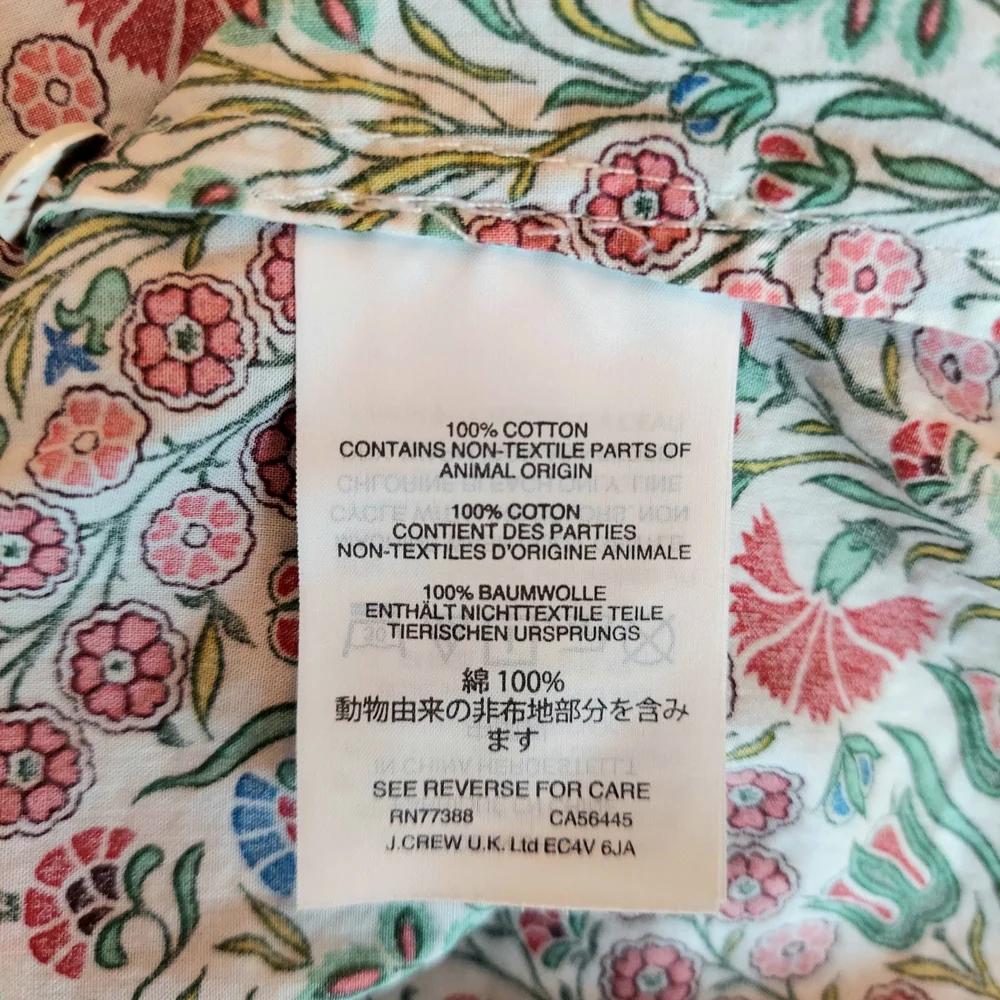 100% COTTON
CONTAINS NON-TEXTILE PARTS OF
ANIMAL ORIGIN
100% COTON
CONTIENT DES PARTIES
NON-TEXTILES D'ORIGINE ANIMALE
100% BAUMWOLLE
ENTHÄLT NICHTTEXTILE TEILE
TIERISCHEN URSPRUNGS
綿 100%
動物由来の非布地部分を含み
ます
SEE REVERSE FOR CARE
RN77388 CA56445
J.CREW U.K. Ltd EC4V 6JA